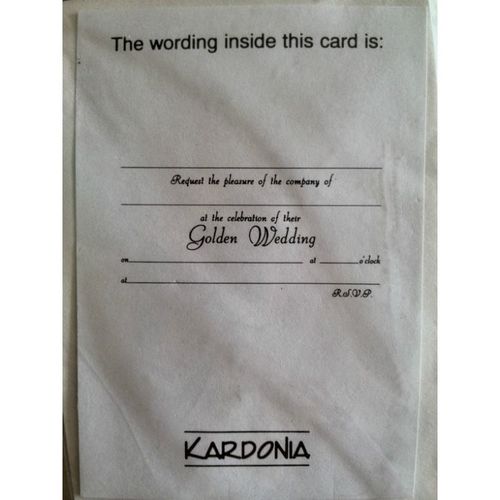 The wording inside this card is:
Request the pleasure of the company of
at the celebration of their
Golden Wedding
on at o'clock
at
R.S.V.P.
KARDONIA